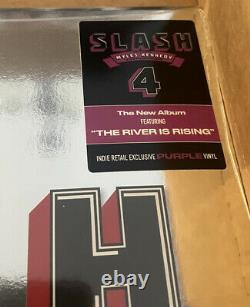 SLASH
MYLES KENNEDY
4
The New Album
FEATURING
"THE RIVER IS RISING"
INDIE RETAIL EXCLUSIVE PURPLE VINYL
H